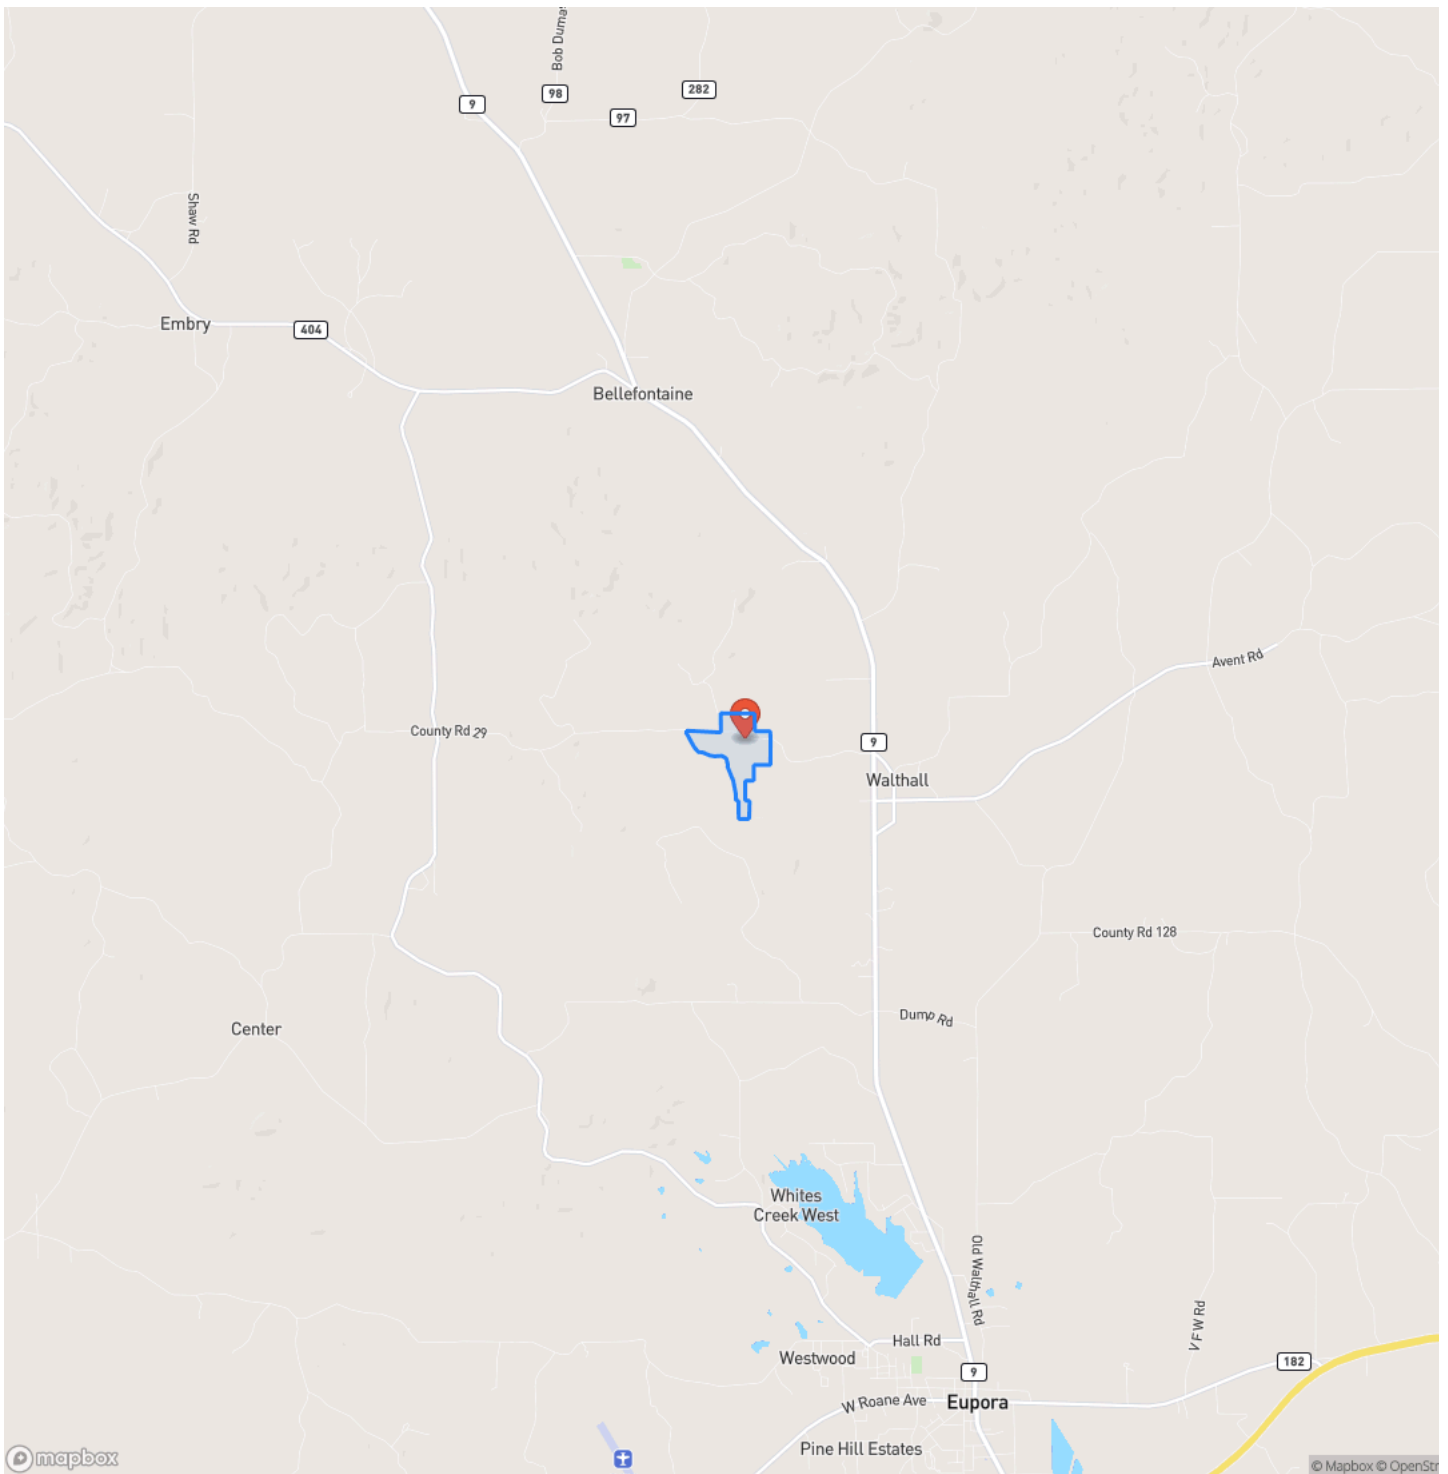 Bob Dumas
9
98
282
97
Shaw Rd
Embry
404
Bellefontaine
Avent Rd
County Rd 29
9
Walthall
County Rd 128
Center
Dump Rd
Whites
Creek West
Old Walthall Rd
V F W Rd
Hall Rd
Westwood
182
9
W Roane Ave
Eupora
Pine Hill Estates
mapbox
© Mapbox © OpenStr